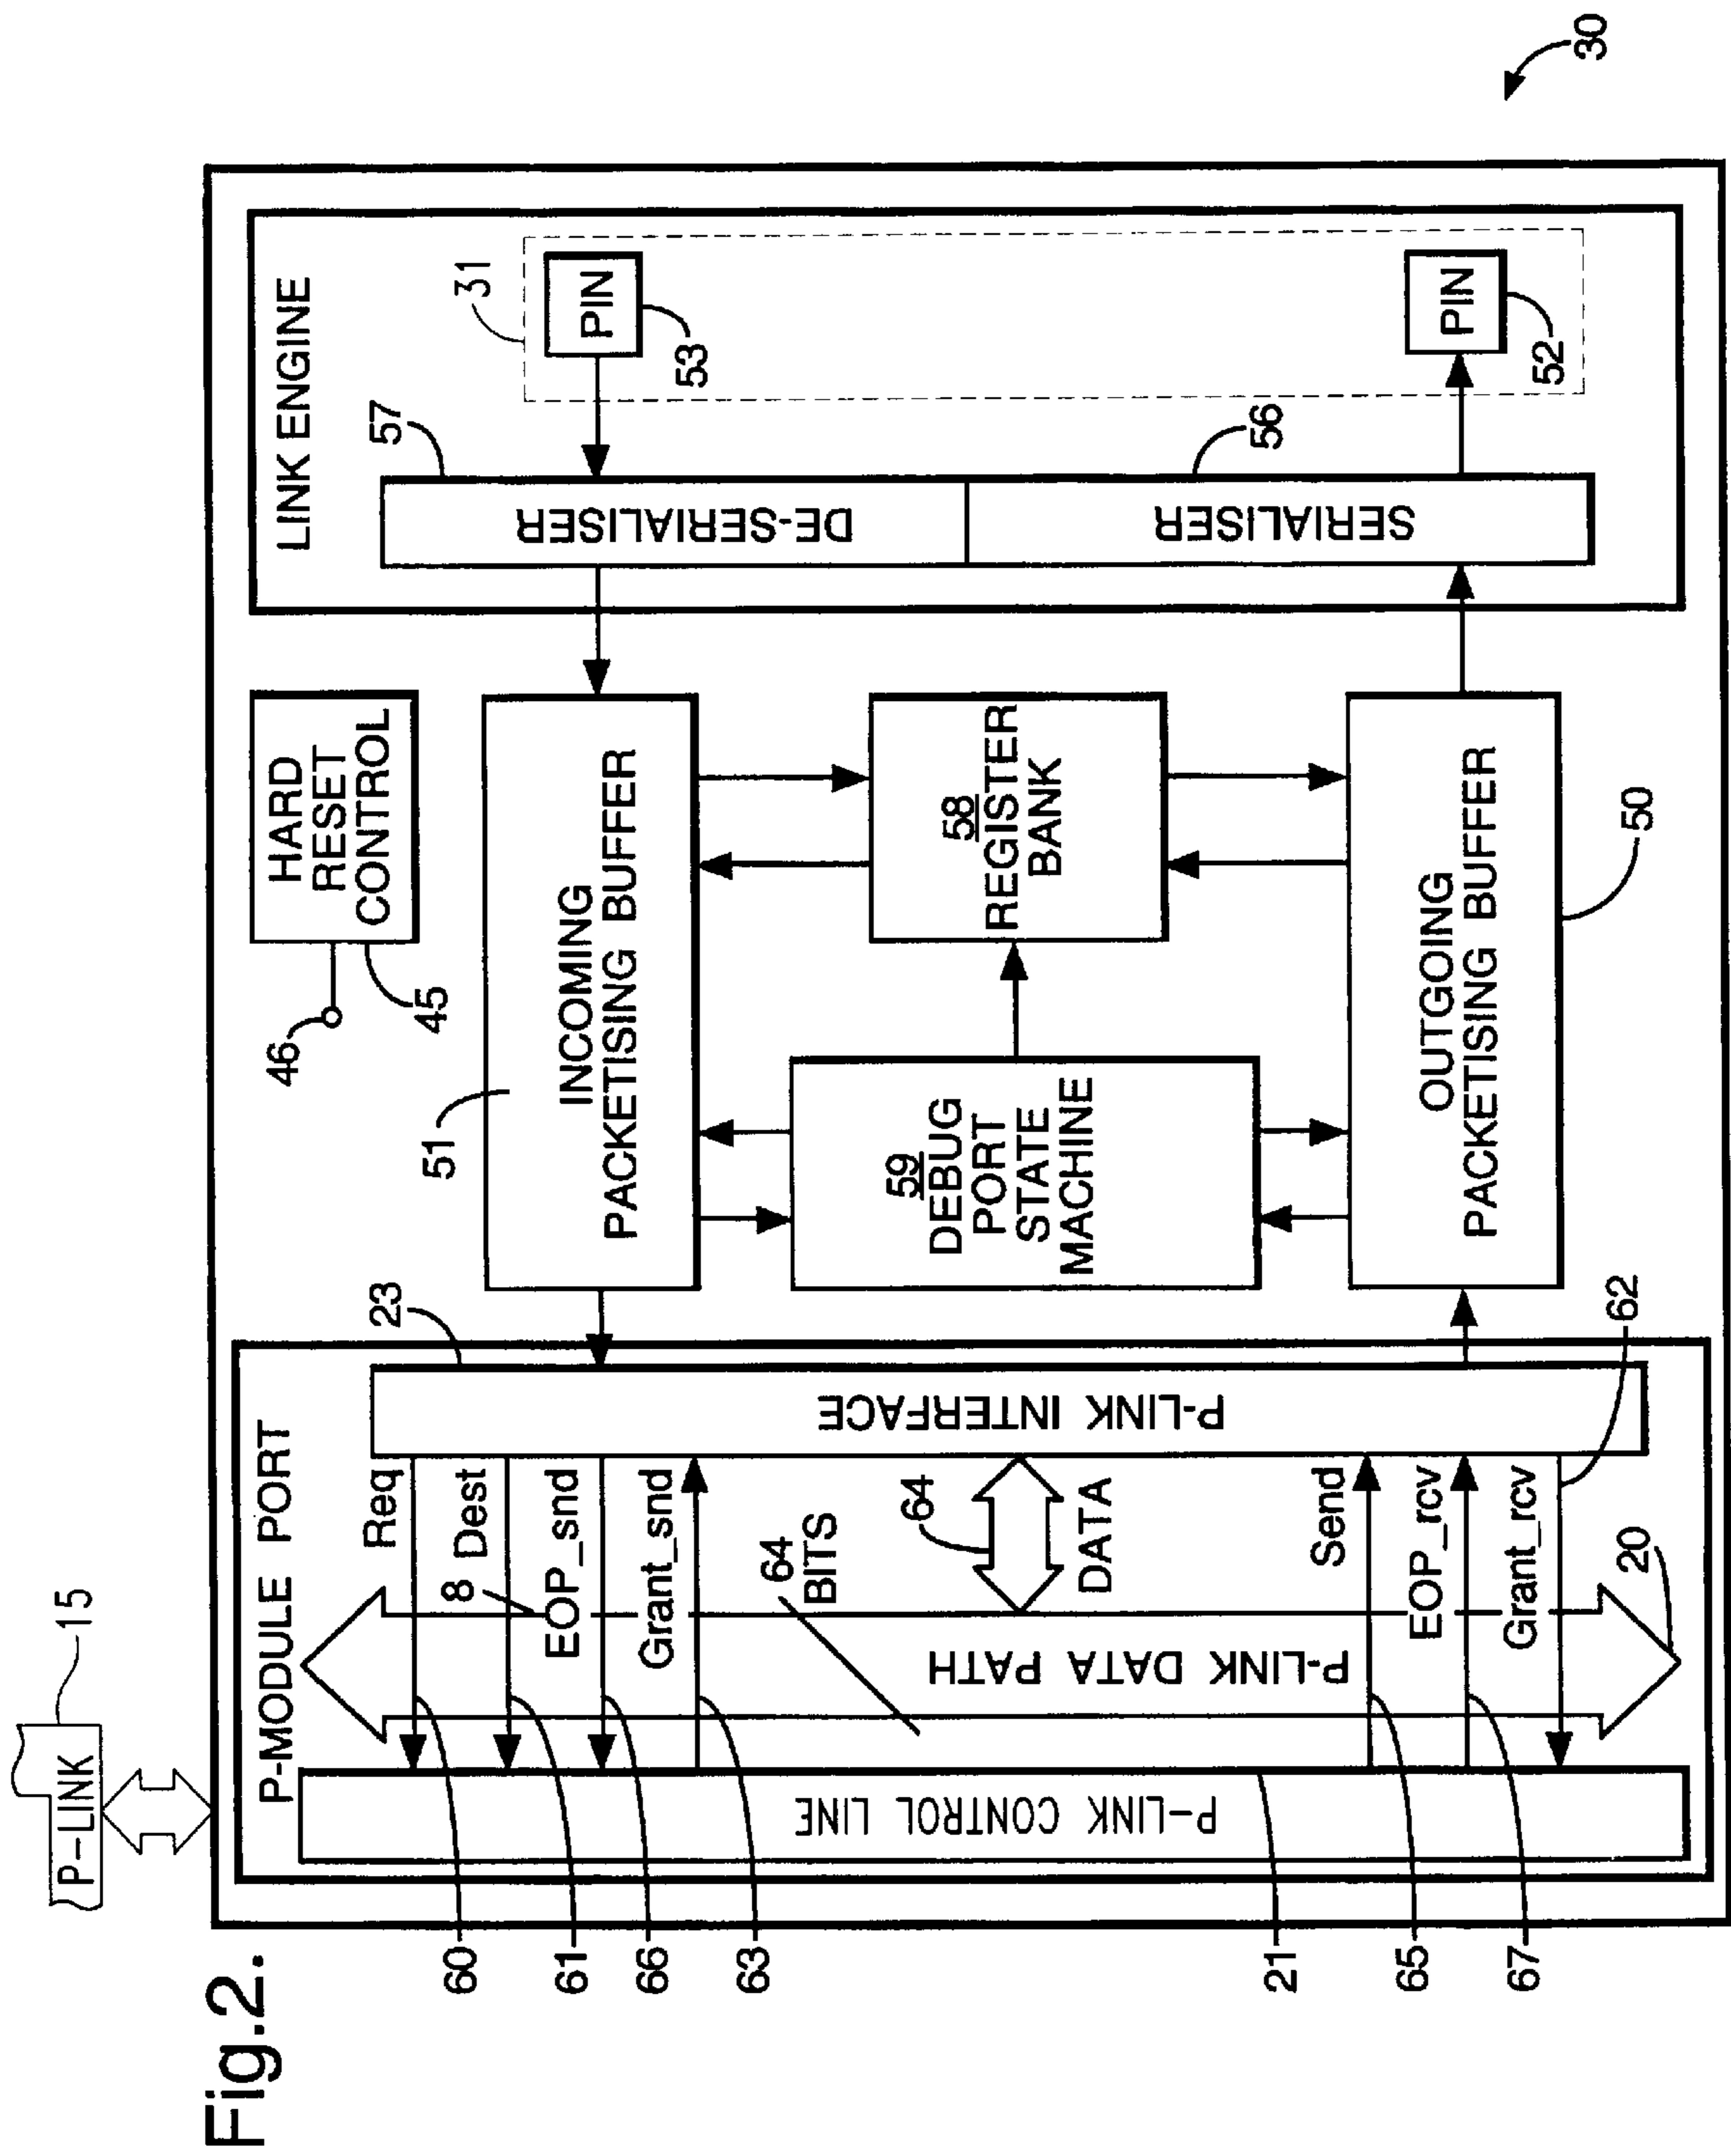 Fig.2.
P-LINK
15
30
P-MODULE PORT
P-LINK CONTROL LINE
P-LINK DATA PATH
P-LINK INTERFACE
Req
Dest
8
EOP_snd
Grant_snd
64
BITS
64
DATA
Send
EOP_rcv
Grant_rcv
20
60
61
66
63
21
65
67
62
23
HARD
RESET
CONTROL
46
45
51
INCOMING
PACKETISING BUFFER
59
DEBUG
PORT
STATE
MACHINE
58
REGISTER
BANK
OUTGOING
PACKETISING BUFFER
50
LINK ENGINE
57
DE-SERIALISER
SERIALISER
56
31
PIN
53
PIN
52